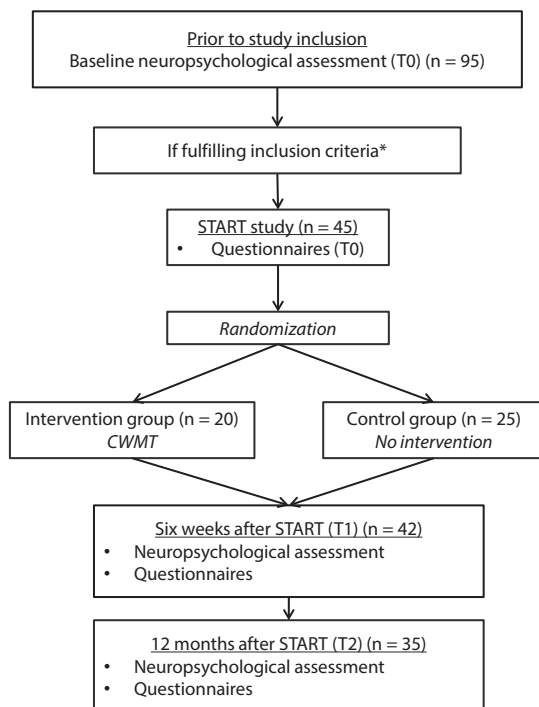 Prior to study inclusion
Baseline neuropsychological assessment (T0) (n = 95)
If fulfilling inclusion criteria*
START study (n = 45)
• Questionnaires (T0)
Randomization
Intervention group (n = 20)
CWMT
Control group (n = 25)
No intervention
Six weeks after START (T1) (n = 42)
• Neuropsychological assessment
• Questionnaires
12 months after START (T2) (n = 35)
• Neuropsychological assessment
• Questionnaires